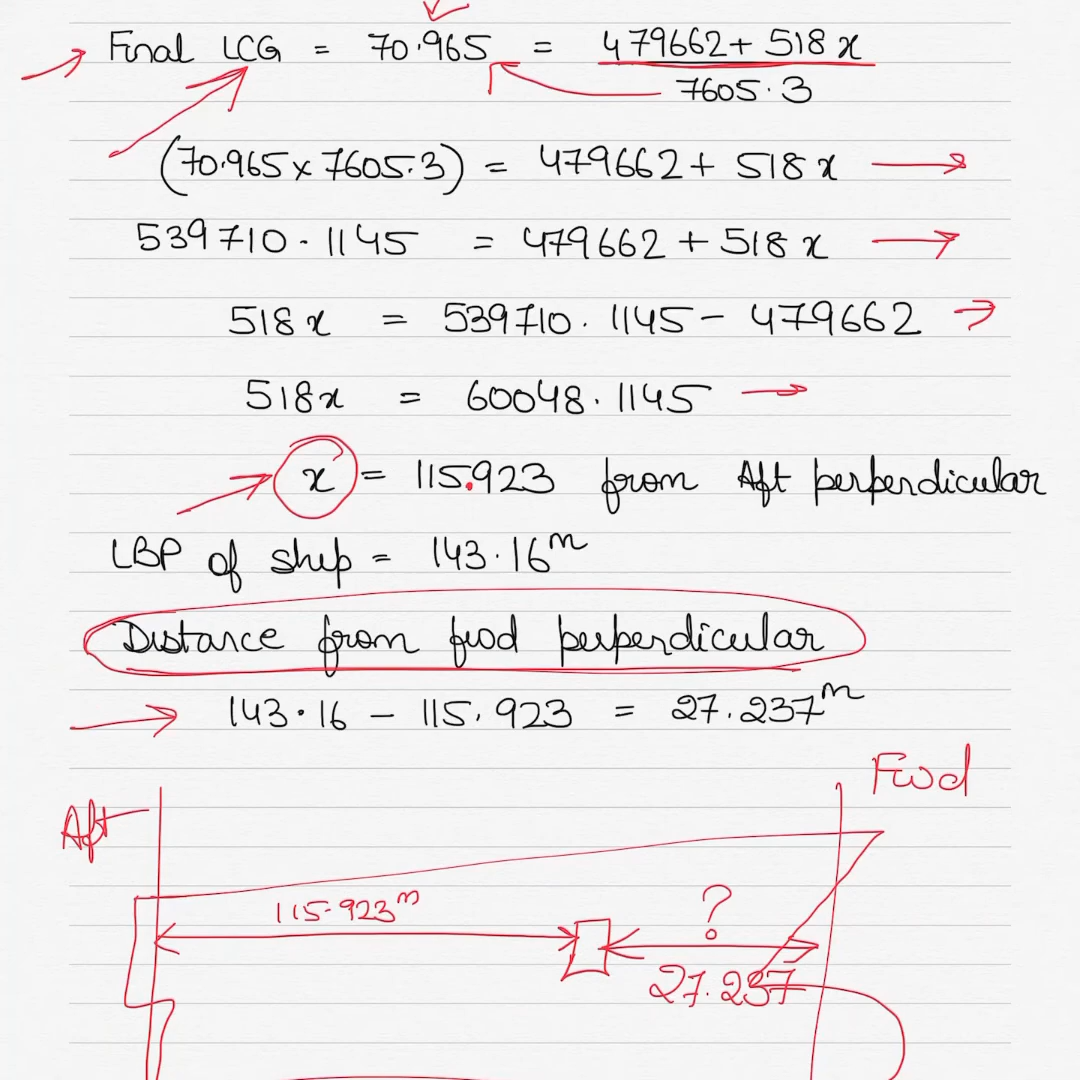 Final LCG = 70.965 = 479662 + 518x / 7605.3
(70.965 x 7605.3) = 479662 + 518x
539710.1145 = 479662 + 518x
518x = 539710.1145 - 479662
518x = 60048.1145
x = 115.923 from Aft perpendicular
LBP of ship = 143.16m
Distance from fwd perpendicular
143.16 - 115.923 = 27.237m
Fwd
Aft
115.923m
?
27.237